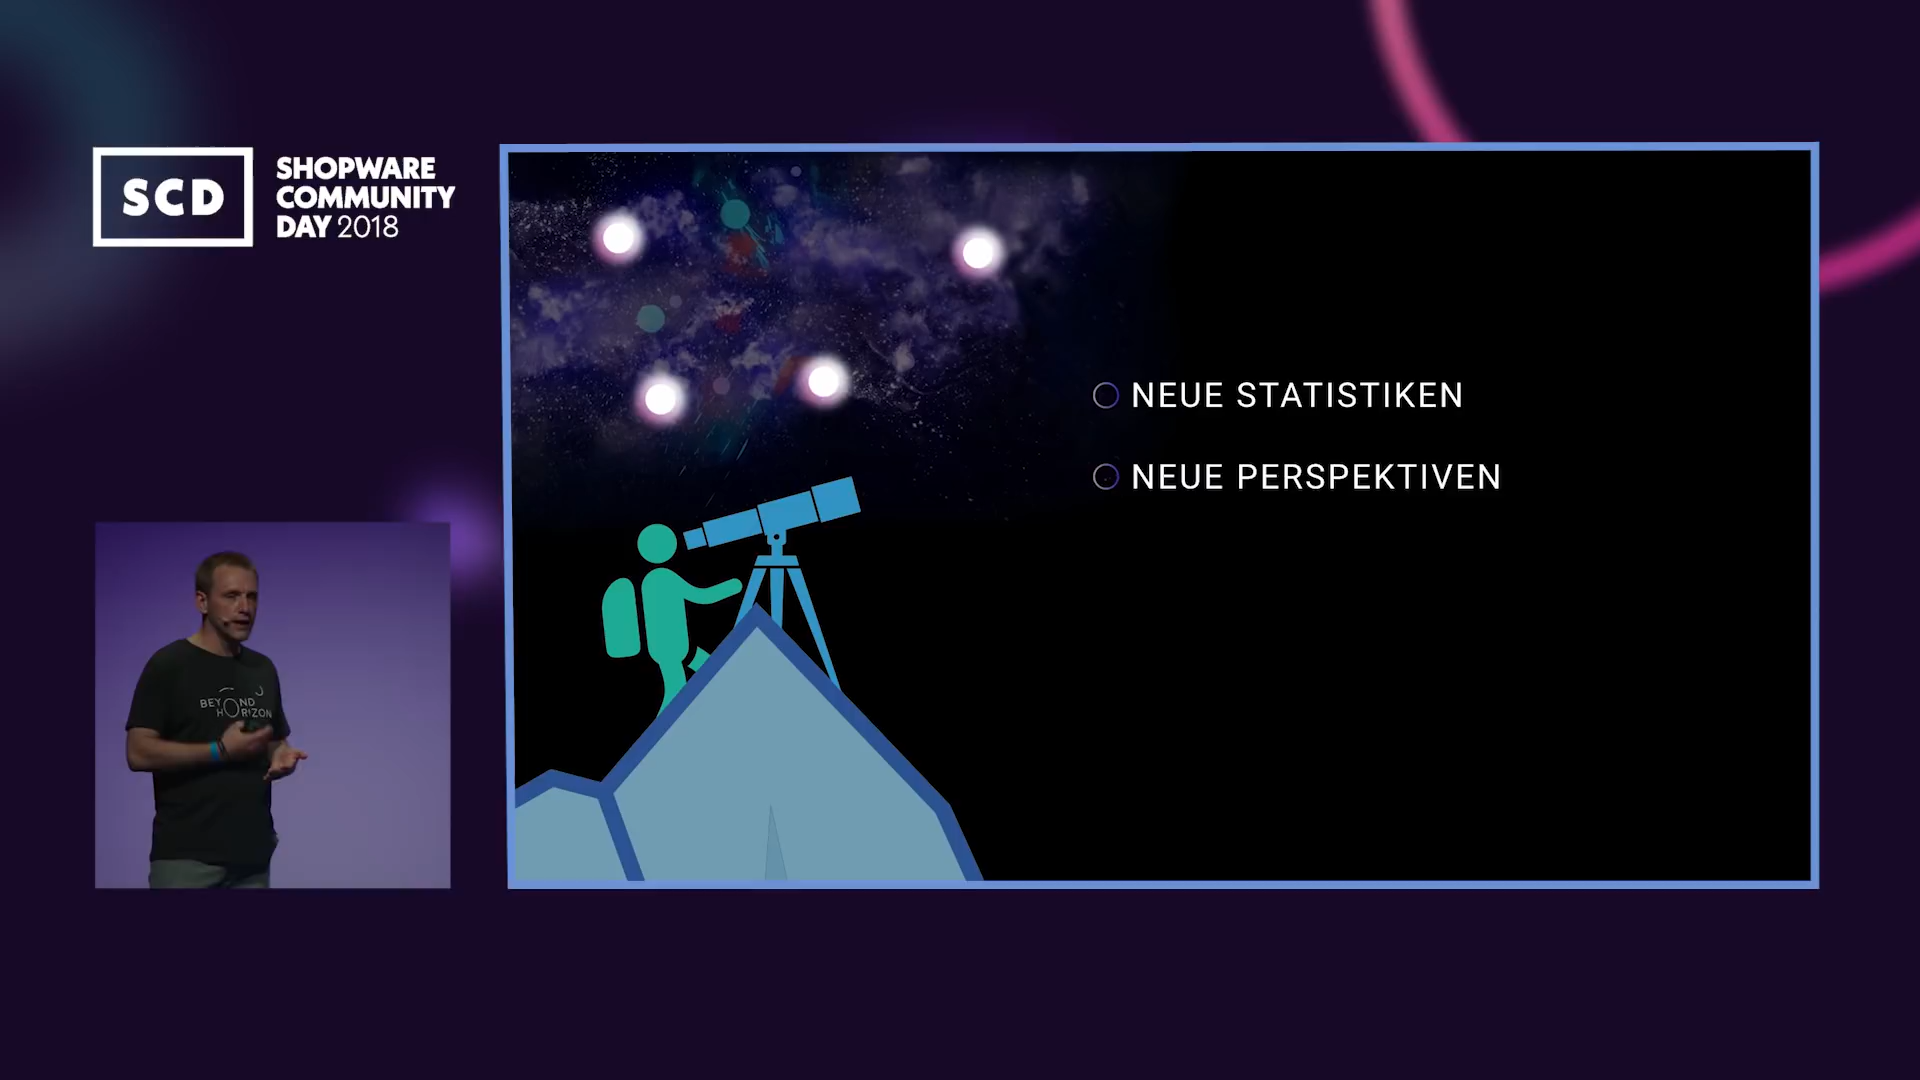 SCD
SHOPWARE
COMMUNITY
DAY 2018
NEUE STATISTIKEN
NEUE PERSPEKTIVEN
BEYOND
HORIZON